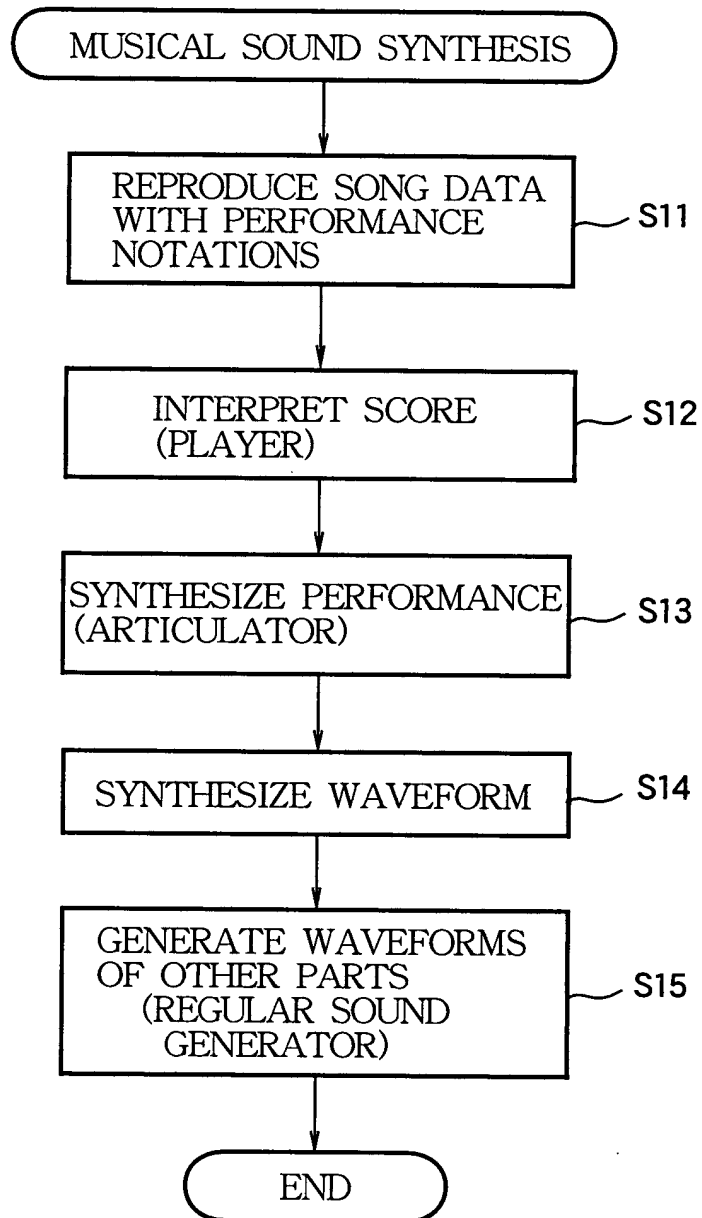 MUSICAL SOUND SYNTHESIS
REPRODUCE SONG DATA
WITH PERFORMANCE
NOTATIONS
S11
INTERPRET SCORE
(PLAYER)
S12
SYNTHESIZE PERFORMANCE
(ARTICULATOR)
S13
SYNTHESIZE WAVEFORM
S14
GENERATE WAVEFORMS
OF OTHER PARTS
(REGULAR SOUND
GENERATOR)
S15
END